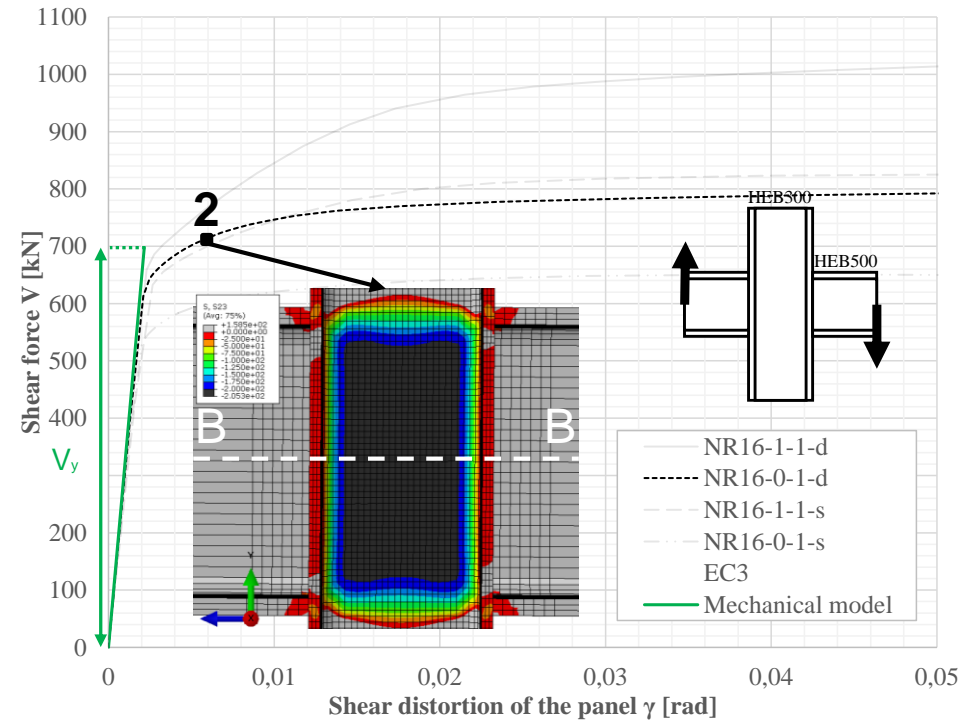 1100
1000
900
800
700
600
500
400
Vy
200
100
0
Shear force V [kN]
0
0,01
0,02
0,03
0,04
0,05
Shear distortion of the panel γ [rad]
2
S, S23
(Avg: 75%)
+1.585e+02
+0.000e+00
-2.500e+01
-5.000e+01
-7.500e+01
-1.000e+02
-1.250e+02
-1.500e+02
-1.750e+02
-2.000e+02
-2.053e+02
B
B
Y
X
HEB300
HEB500
NR16-1-1-d
NR16-0-1-d
NR16-1-1-s
NR16-0-1-s
EC3
Mechanical model